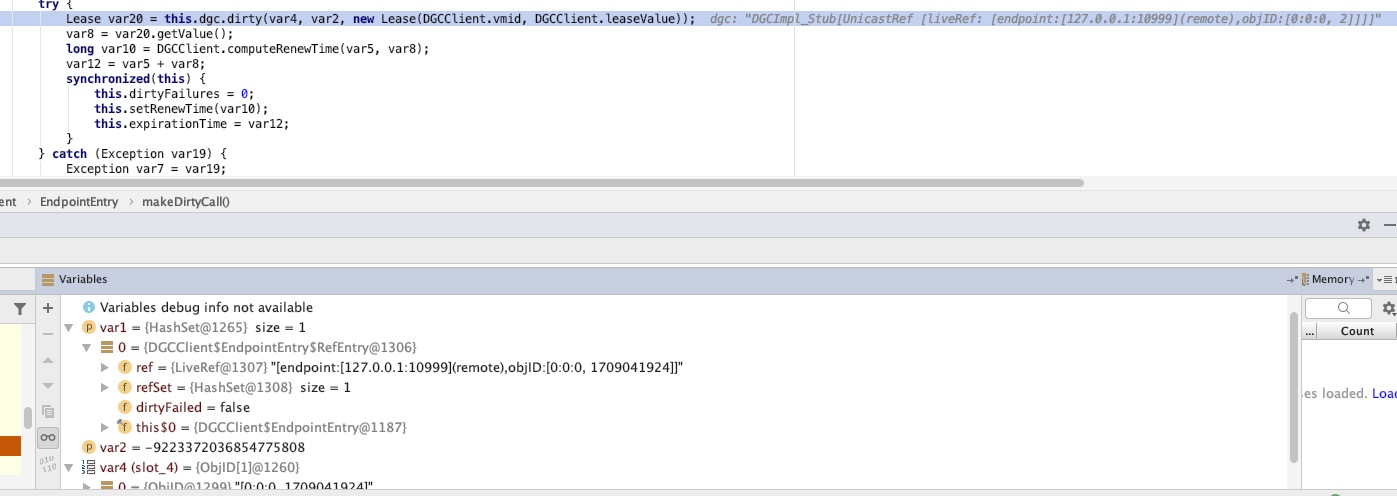 try {
Lease var20 = this.dgc.dirty(var4, var2, new Lease(DGCClient.vmid, DGCClient.leaseValue)); dgc: "DGCImpl_Stub[UnicastRef [liveRef: [endpoint:[127.0.0.1:10999](remote),objID:[0:0:0, 2]]]]"
var8 = var20.getValue();
long var10 = DGCClient.computeRenewTime(var5, var8);
var12 = var5 + var8;
synchronized(this) {
this.dirtyFailures = 0;
this.setRenewTime(var10);
this.expirationTime = var12;
}
} catch (Exception var19) {
Exception var7 = var19;
ent › EndpointEntry › makeDirtyCall()
Variables
Memory
Variables debug info not available
var1 = {HashSet@1265} size = 1
0 = {DGCClient$EndpointEntry$RefEntry@1306}
... Count
ref = {LiveRef@1307} "[endpoint:[127.0.0.1:10999](remote),objID:[0:0:0, 1709041924]]"
refSet = {HashSet@1308} size = 1
es loaded. Loa
dirtyFailed = false
this$0 = {DGCClient$EndpointEntry@1187}
var2 = -9223372036854775808
var4 (slot_4) = {ObjID[1]@1260}
0 = {ObjID@1299} "[0:0:0, 1709041924]"